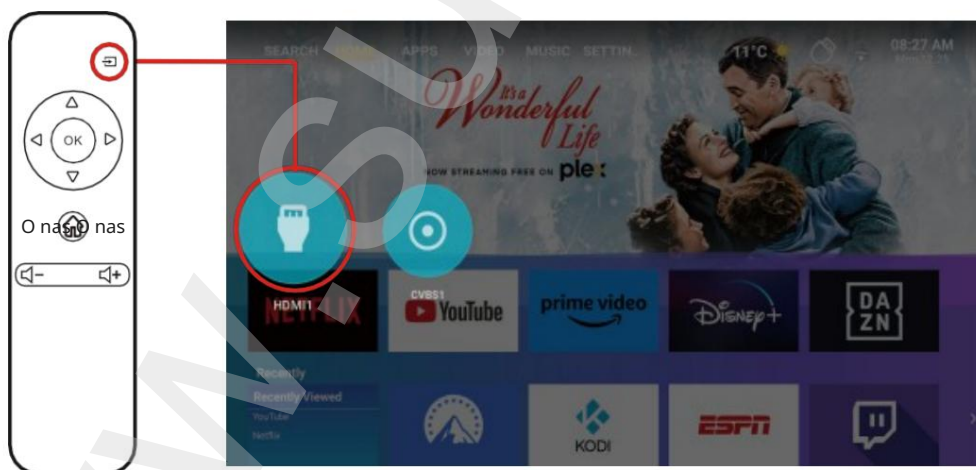 OK
O nas O nas
SEARCH HOME APPS VIDEO MUSIC SETTIN
11°C
08:27 AM
It's a
Wonderful
Life
NOW STREAMING FREE ON plex
HDMI1
CVBS1
NETFLIX
YouTube
prime video
Disney+
DA
ZN
Recently
Recently Viewed
YouTube
Netflix
KODI
ESPN